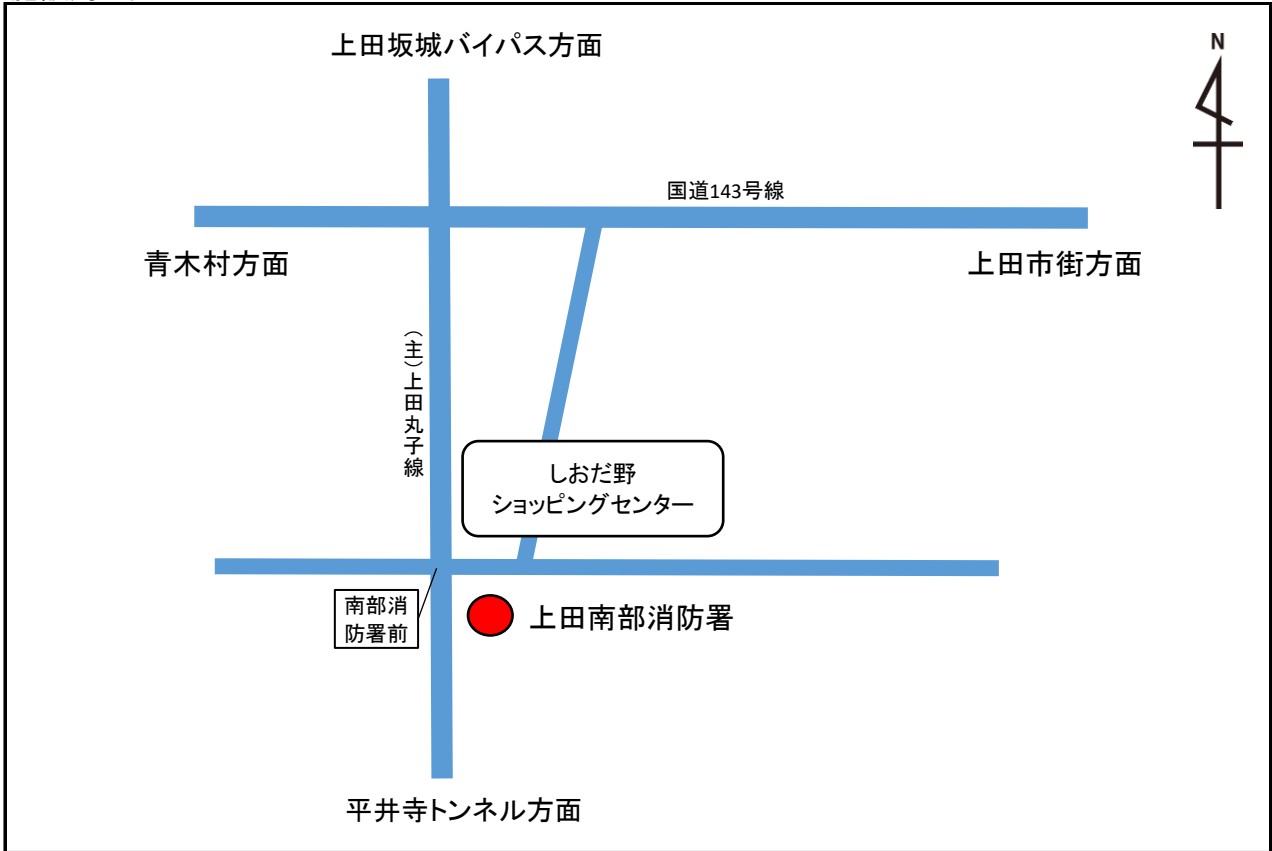 上田坂城バイパス方面
N
国道143号線
青木村方面
上田市街方面
(主)上田丸子線
しおだ野
ショッピングセンター
南部消
防署前
上田南部消防署
平井寺トンネル方面